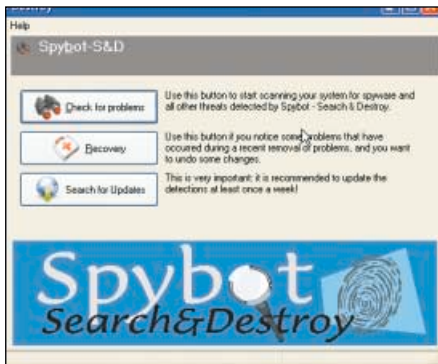 Help
Spybot-S&D
Check for problems
Use this button to start scanning your system for spyware and
all other threats detected by Spybot - Search & Destroy.
Recovery
Use this button if you notice some problems that have
occurred during a recent removal of problems, and you want
to undo some changes.
Search for Updates
This is very important: it is recommended to update the
detections at least once a week!
Spybot
Search&Destroy